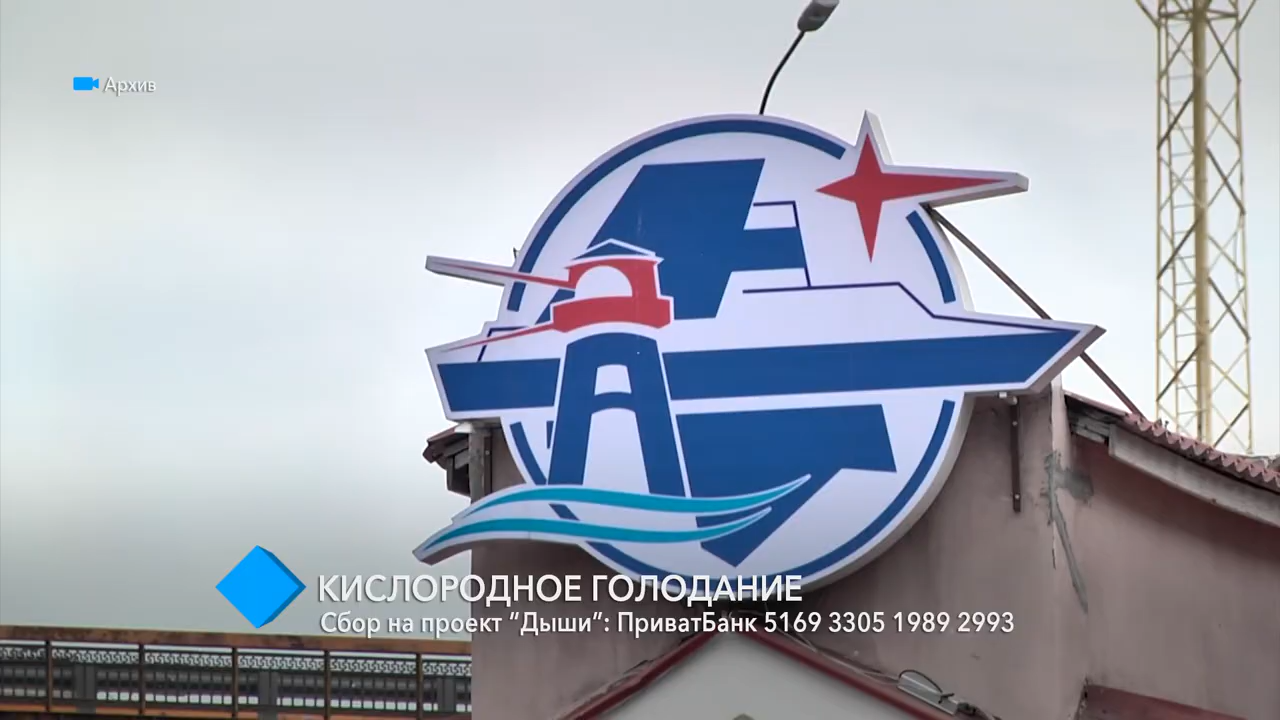 Архив
КИСЛОРОДНОЕ ГОЛОДАНИЕ
Сбор на проект “Дыши”: ПриватБанк 5169 3305 1989 2993